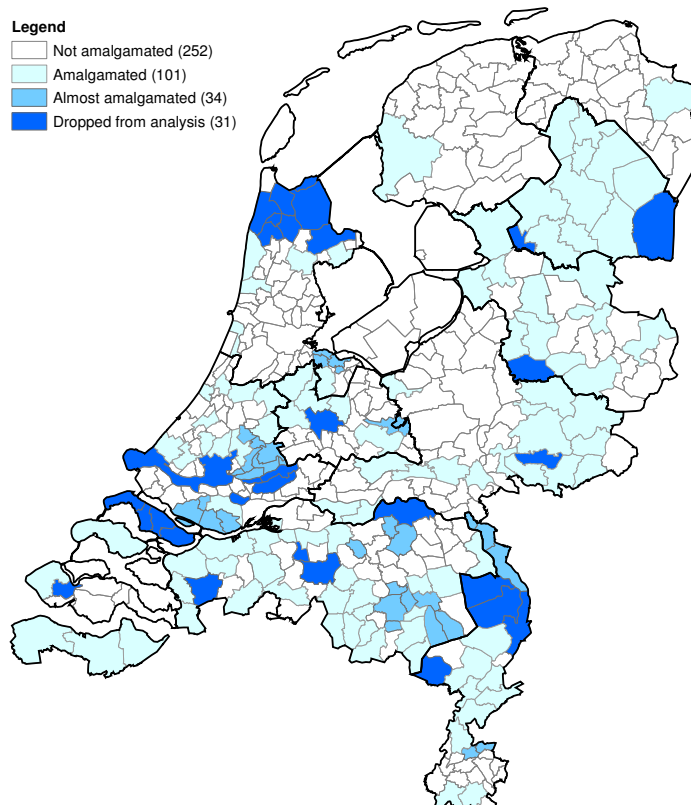 Legend
Not amalgamated (252)
Amalgamated (101)
Almost amalgamated (34)
Dropped from analysis (31)